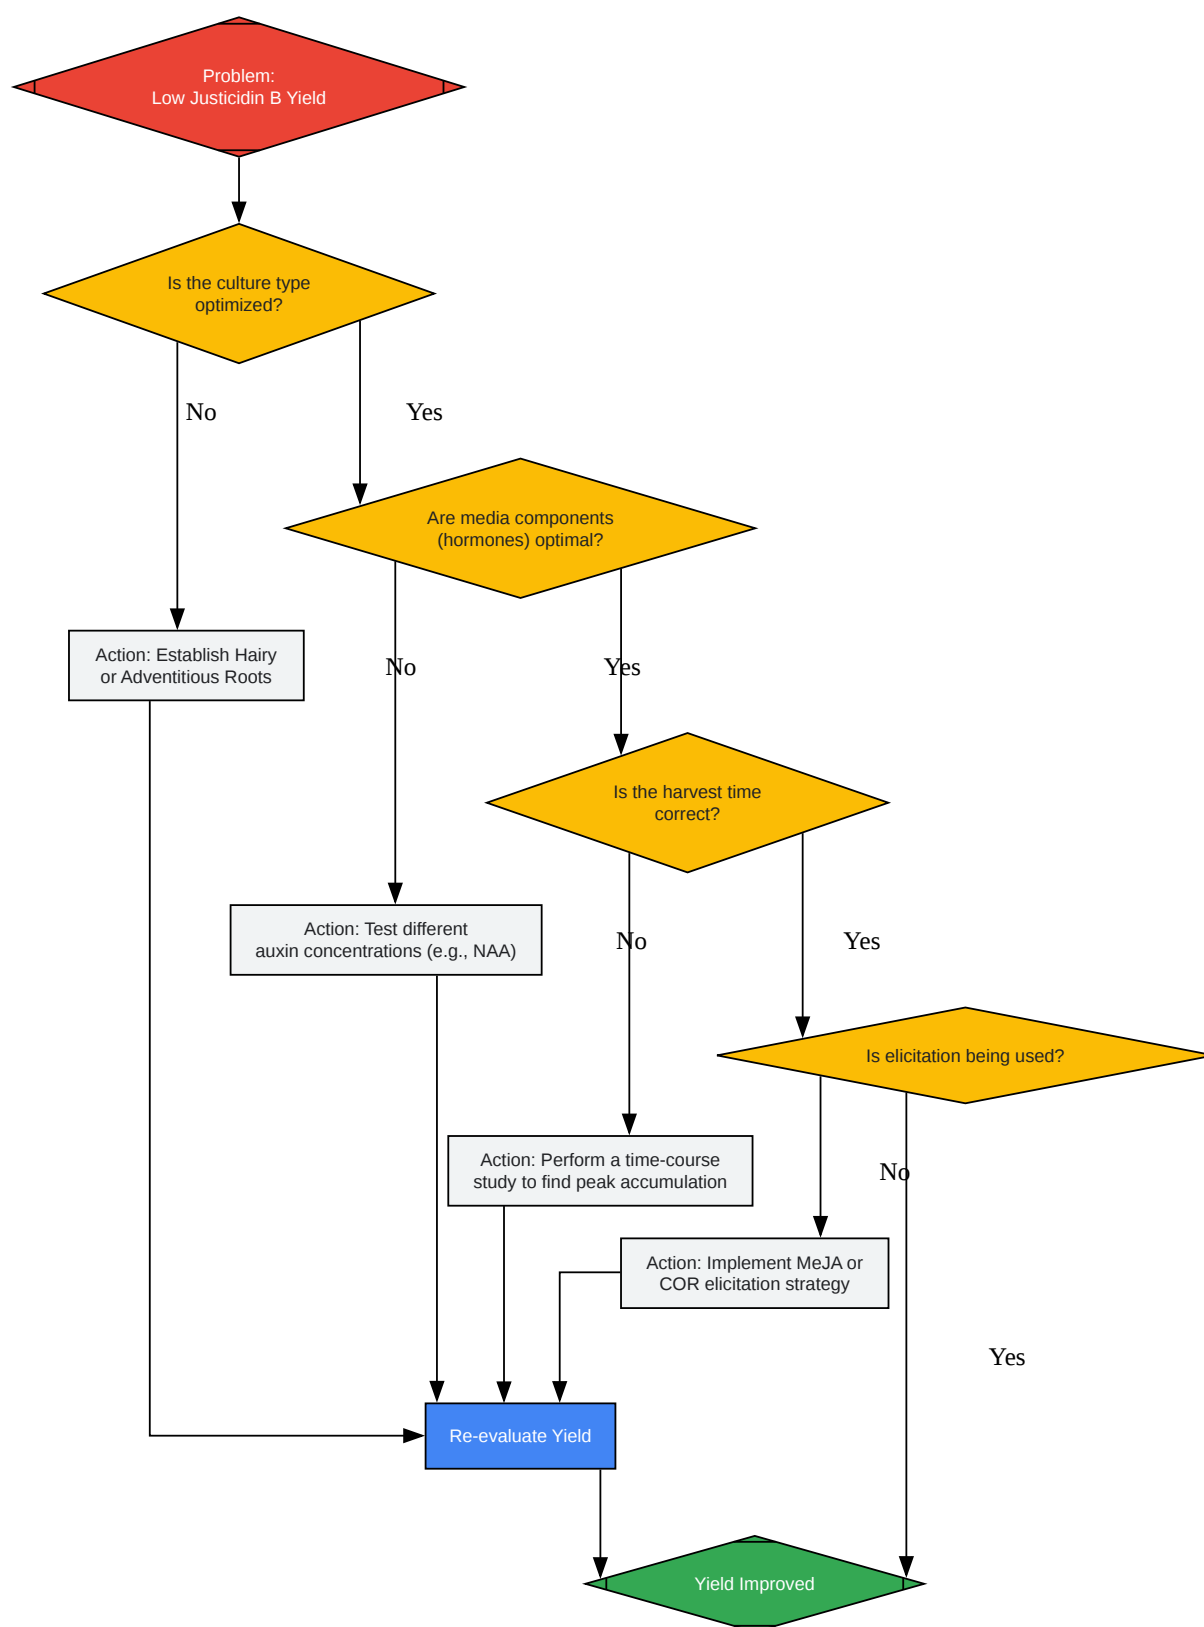 Problem:
Low Justicidin B Yield
Is the culture type
optimized?
No
Yes
Are media components
(hormones) optimal?
Action: Establish Hairy
or Adventitious Roots
No
Yes
Is the harvest time
correct?
Action: Test different
auxin concentrations (e.g., NAA)
No
Yes
Is elicitation being used?
Action: Perform a time-course
study to find peak accumulation
No
Action: Implement MeJA or
COR elicitation strategy
Yes
Re-evaluate Yield
Yield Improved